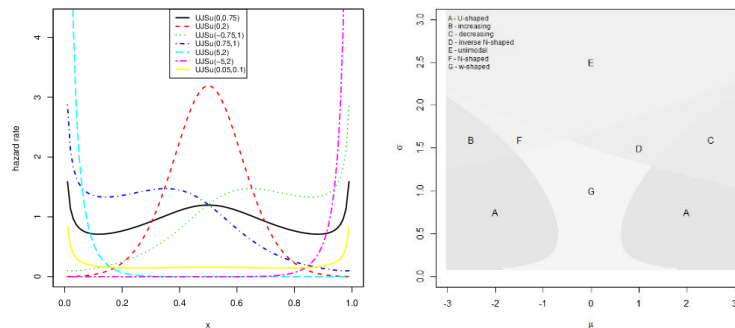 UJSu(0,0.75)
UJSu(0,2)
UJSu(−0.75,1)
UJSu(0.75,1)
UJSu(5,2)
UJSu(−5,2)
UJSu(0.05,0.1)
hazard rate
4
3
2
1
0
0.0 0.2 0.4 0.6 0.8 1.0
x
A - U-shaped
B - increasing
C - decreasing
D - inverse N-shaped
E - unimodal
F - N-shaped
G - w-shaped
E
B F D C
G
A A
σ
3.0
2.5
2.0
1.5
1.0
0.5
0.0
-3 -2 -1 0 1 2 3
μ